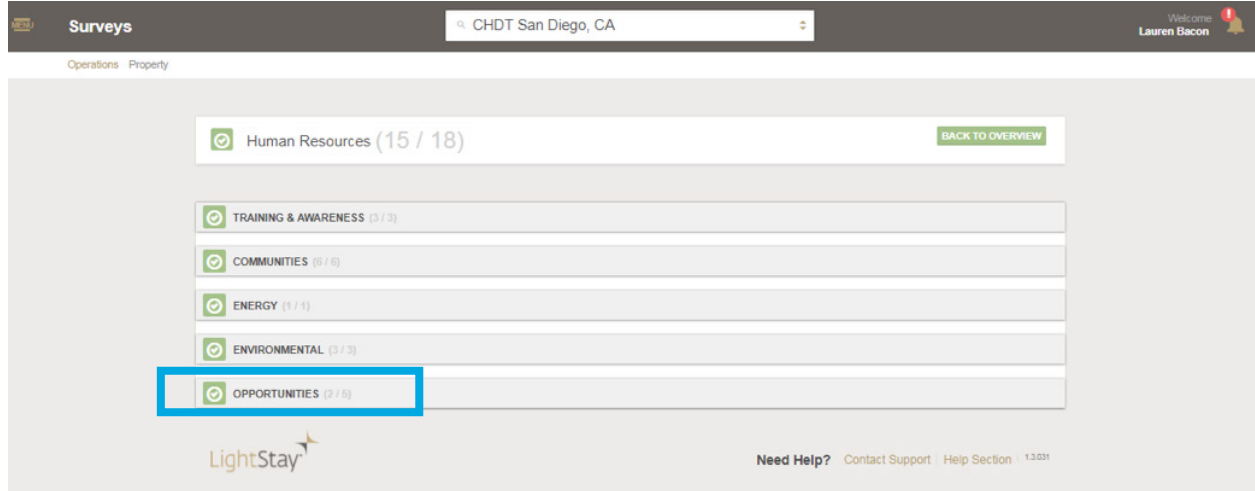 MENU
Surveys
CHDT San Diego, CA
Welcome
Lauren Bacon
Operations Property
Human Resources (15 / 18)
BACK TO OVERVIEW
TRAINING & AWARENESS (3 / 3)
COMMUNITIES (6 / 6)
ENERGY (1 / 1)
ENVIRONMENTAL (3 / 3)
OPPORTUNITIES (2 / 5)
LightStay
Need Help? Contact Support | Help Section | 1.3.031